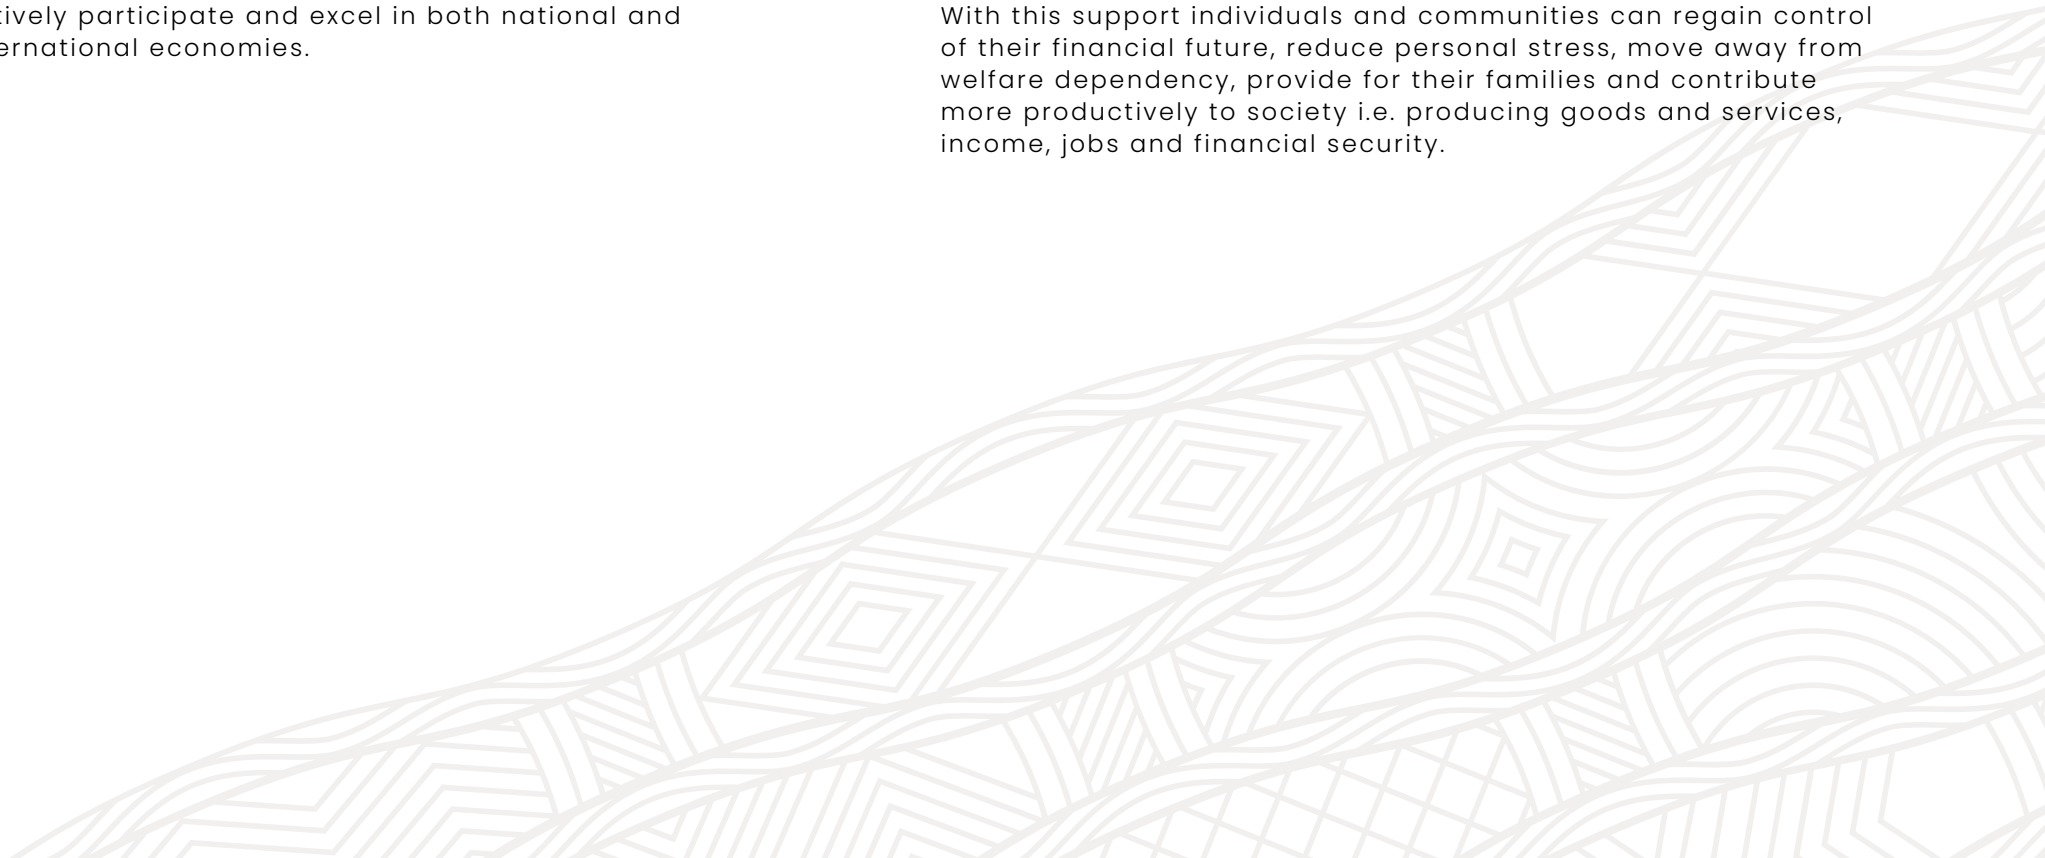 tively participate and excel in both national and
ernational economies.
With this support individuals and communities can regain control
of their financial future, reduce personal stress, move away from
welfare dependency, provide for their families and contribute
more productively to society i.e. producing goods and services,
income, jobs and financial security.